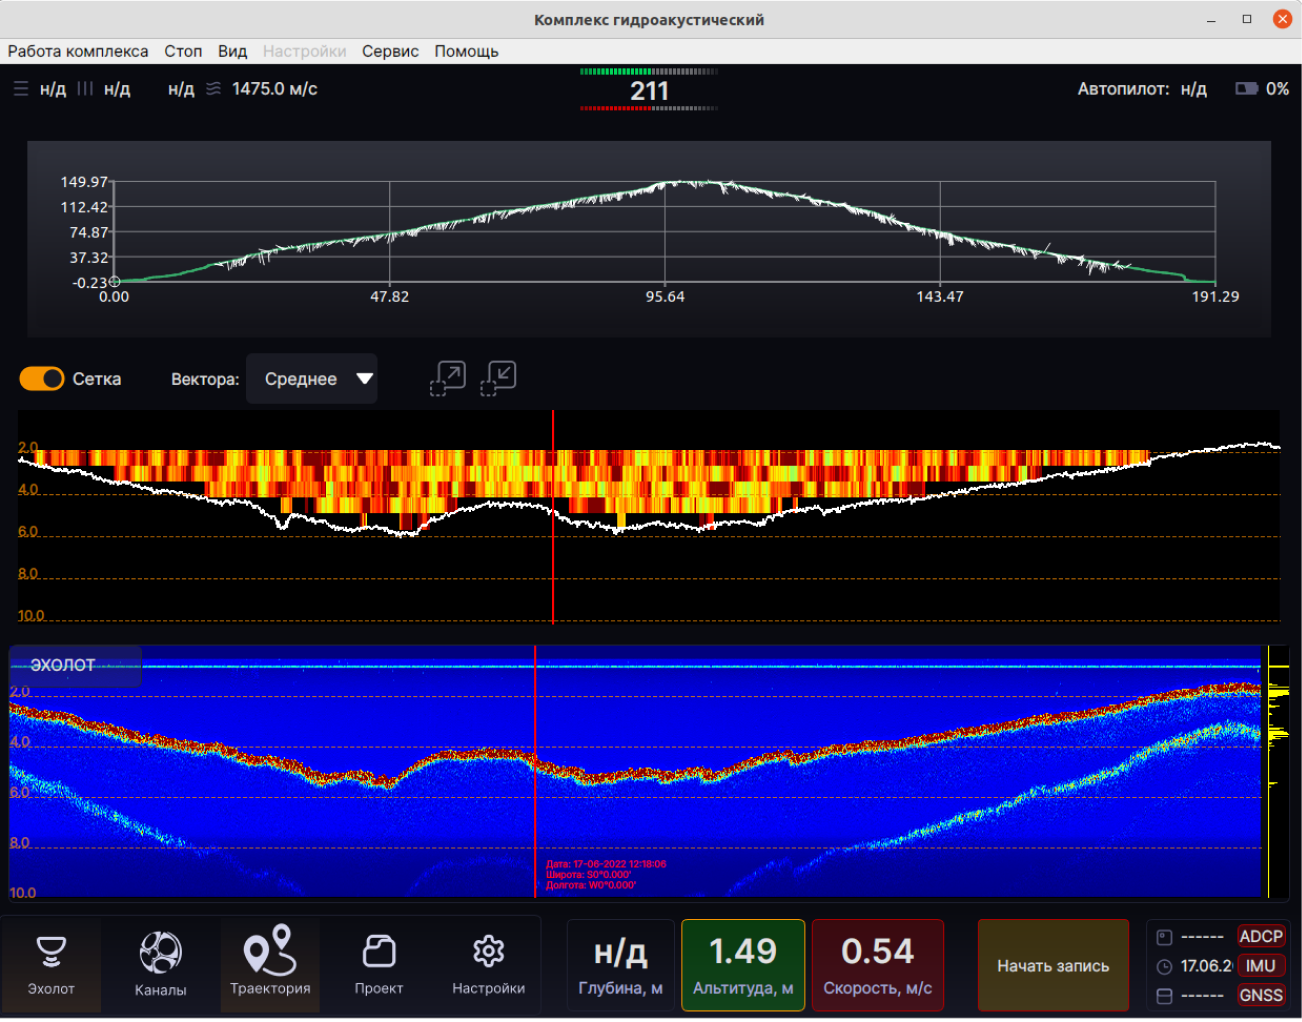 Комплекс гидроакустический
Работа комплекса Стоп Вид Настройки Сервис Помощь
н/д н/д н/д 1475.0 м/с 211 Автопилот: н/д 0%
149.97
112.42
74.87
37.32
-0.23
0.00 47.82 95.64 143.47 191.29
Сетка Вектора: Среднее
2.0
4.0
6.0
8.0
10.0
ЭХОЛОТ
2.0
4.0
6.0
8.0
10.0
Дата: 17-06-2022 12:18:06
Широта: S0°0.000'
Долгота: W0°0.000'
Эхолот Каналы Траектория Проект Настройки
н/д
Глубина, м
1.49
Альтитуда, м
0.54
Скорость, м/с
Начать запись
------ ADCP
17.06.2 IMU
------ GNSS